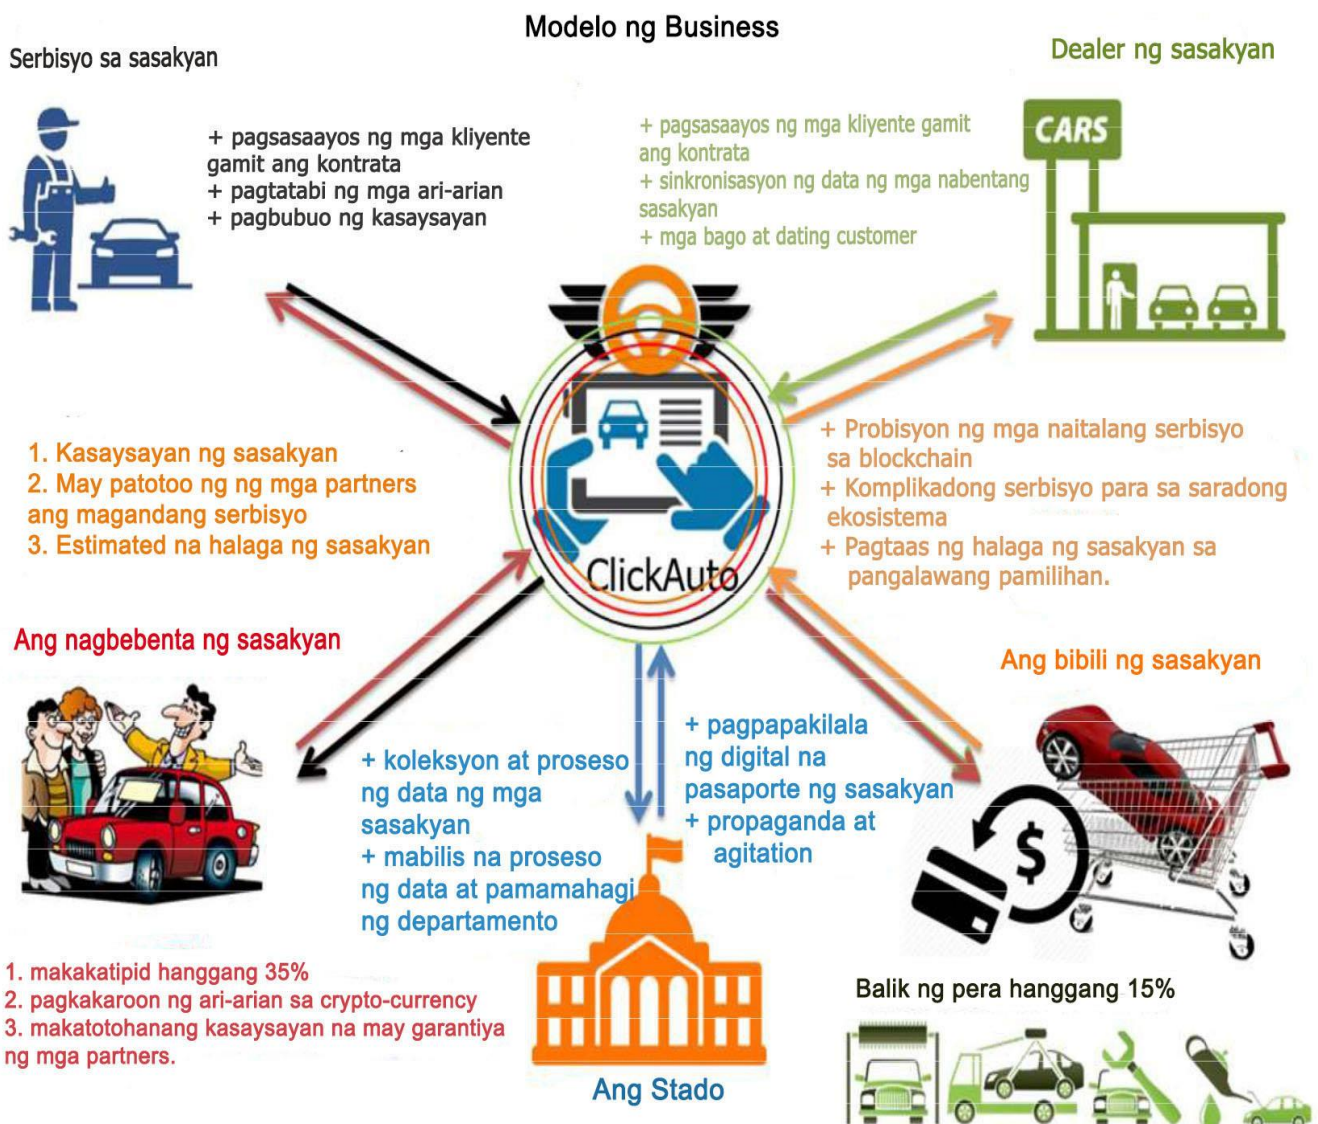 Modelo ng Business
Serbisyo sa sasakyan
+ pagsasaayos ng mga kliyente
gamit ang kontrata
+ pagtatabi ng mga ari-arian
+ pagbubuo ng kasaysayan
Dealer ng sasakyan
CARS
+ pagsasaayos ng mga kliyente gamit
ang kontrata
+ sinkronisasyon ng data ng mga nabentang
sasakyan
+ mga bago at dating customer
1. Kasaysayan ng sasakyan
2. May patotoo ng ng mga partners
ang magandang serbisyo
3. Estimated na halaga ng sasakyan
ClickAuto
+ Probisyon ng mga naitalang serbisyo
sa blockchain
+ Komplikadong serbisyo para sa saradong
ekosistema
+ Pagtaas ng halaga ng sasakyan sa
pangalawang pamilihan.
Ang nagbebenta ng sasakyan
Ang bibili ng sasakyan
+ koleksyon at proseso
ng data ng mga
sasakyan
+ mabilis na proseso
ng data at pamamahagi
ng departamento
+ pagpapakilala
ng digital na
pasaporte ng sasakyan
+ propaganda at
agitation
$
1. makakatipid hanggang 35%
2. pagkakaroon ng ari-arian sa crypto-currency
3. makatotohanang kasaysayan na may garantiya
ng mga partners.
Ang Stado
Balik ng pera hanggang 15%